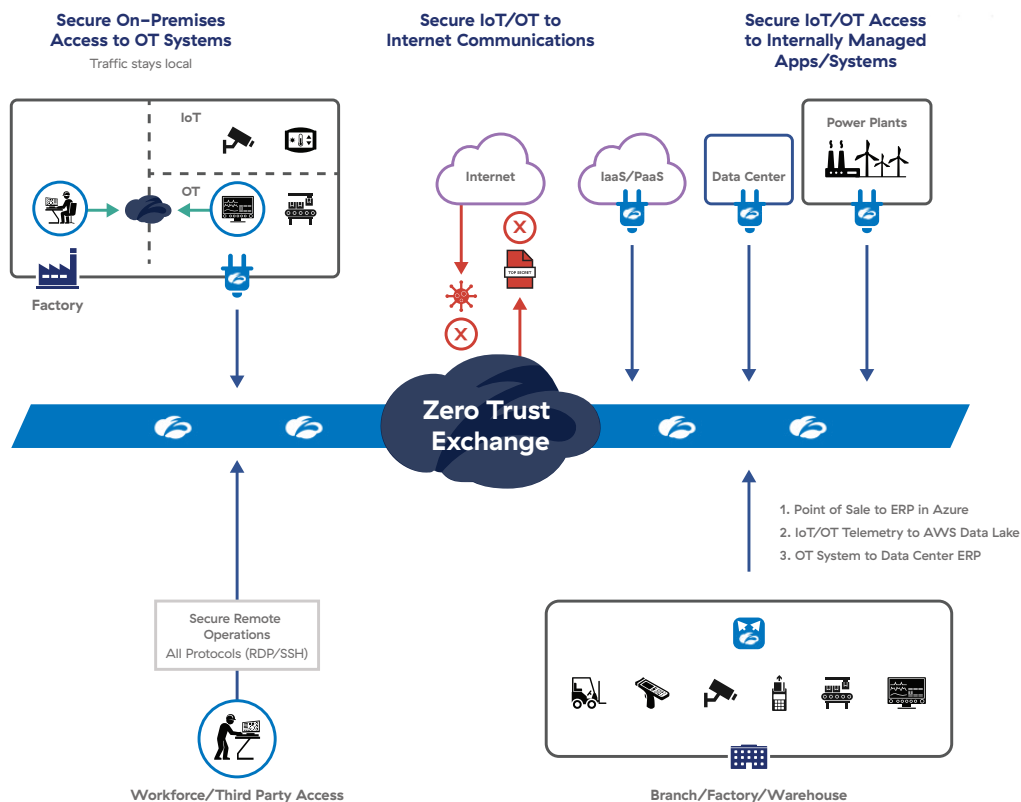 Secure On-Premises
Access to OT Systems
Traffic stays local
Secure IoT/OT to
Internet Communications
Secure IoT/OT Access
to Internally Managed
Apps/Systems
IoT
OT
Factory
Internet
X
TOP SECRET
X
IaaS/PaaS
Data Center
Power Plants
Zero Trust
Exchange
1. Point of Sale to ERP in Azure
2. IoT/OT Telemetry to AWS Data Lake
3. OT System to Data Center ERP
Secure Remote
Operations
All Protocols (RDP/SSH)
Workforce/Third Party Access
Branch/Factory/Warehouse